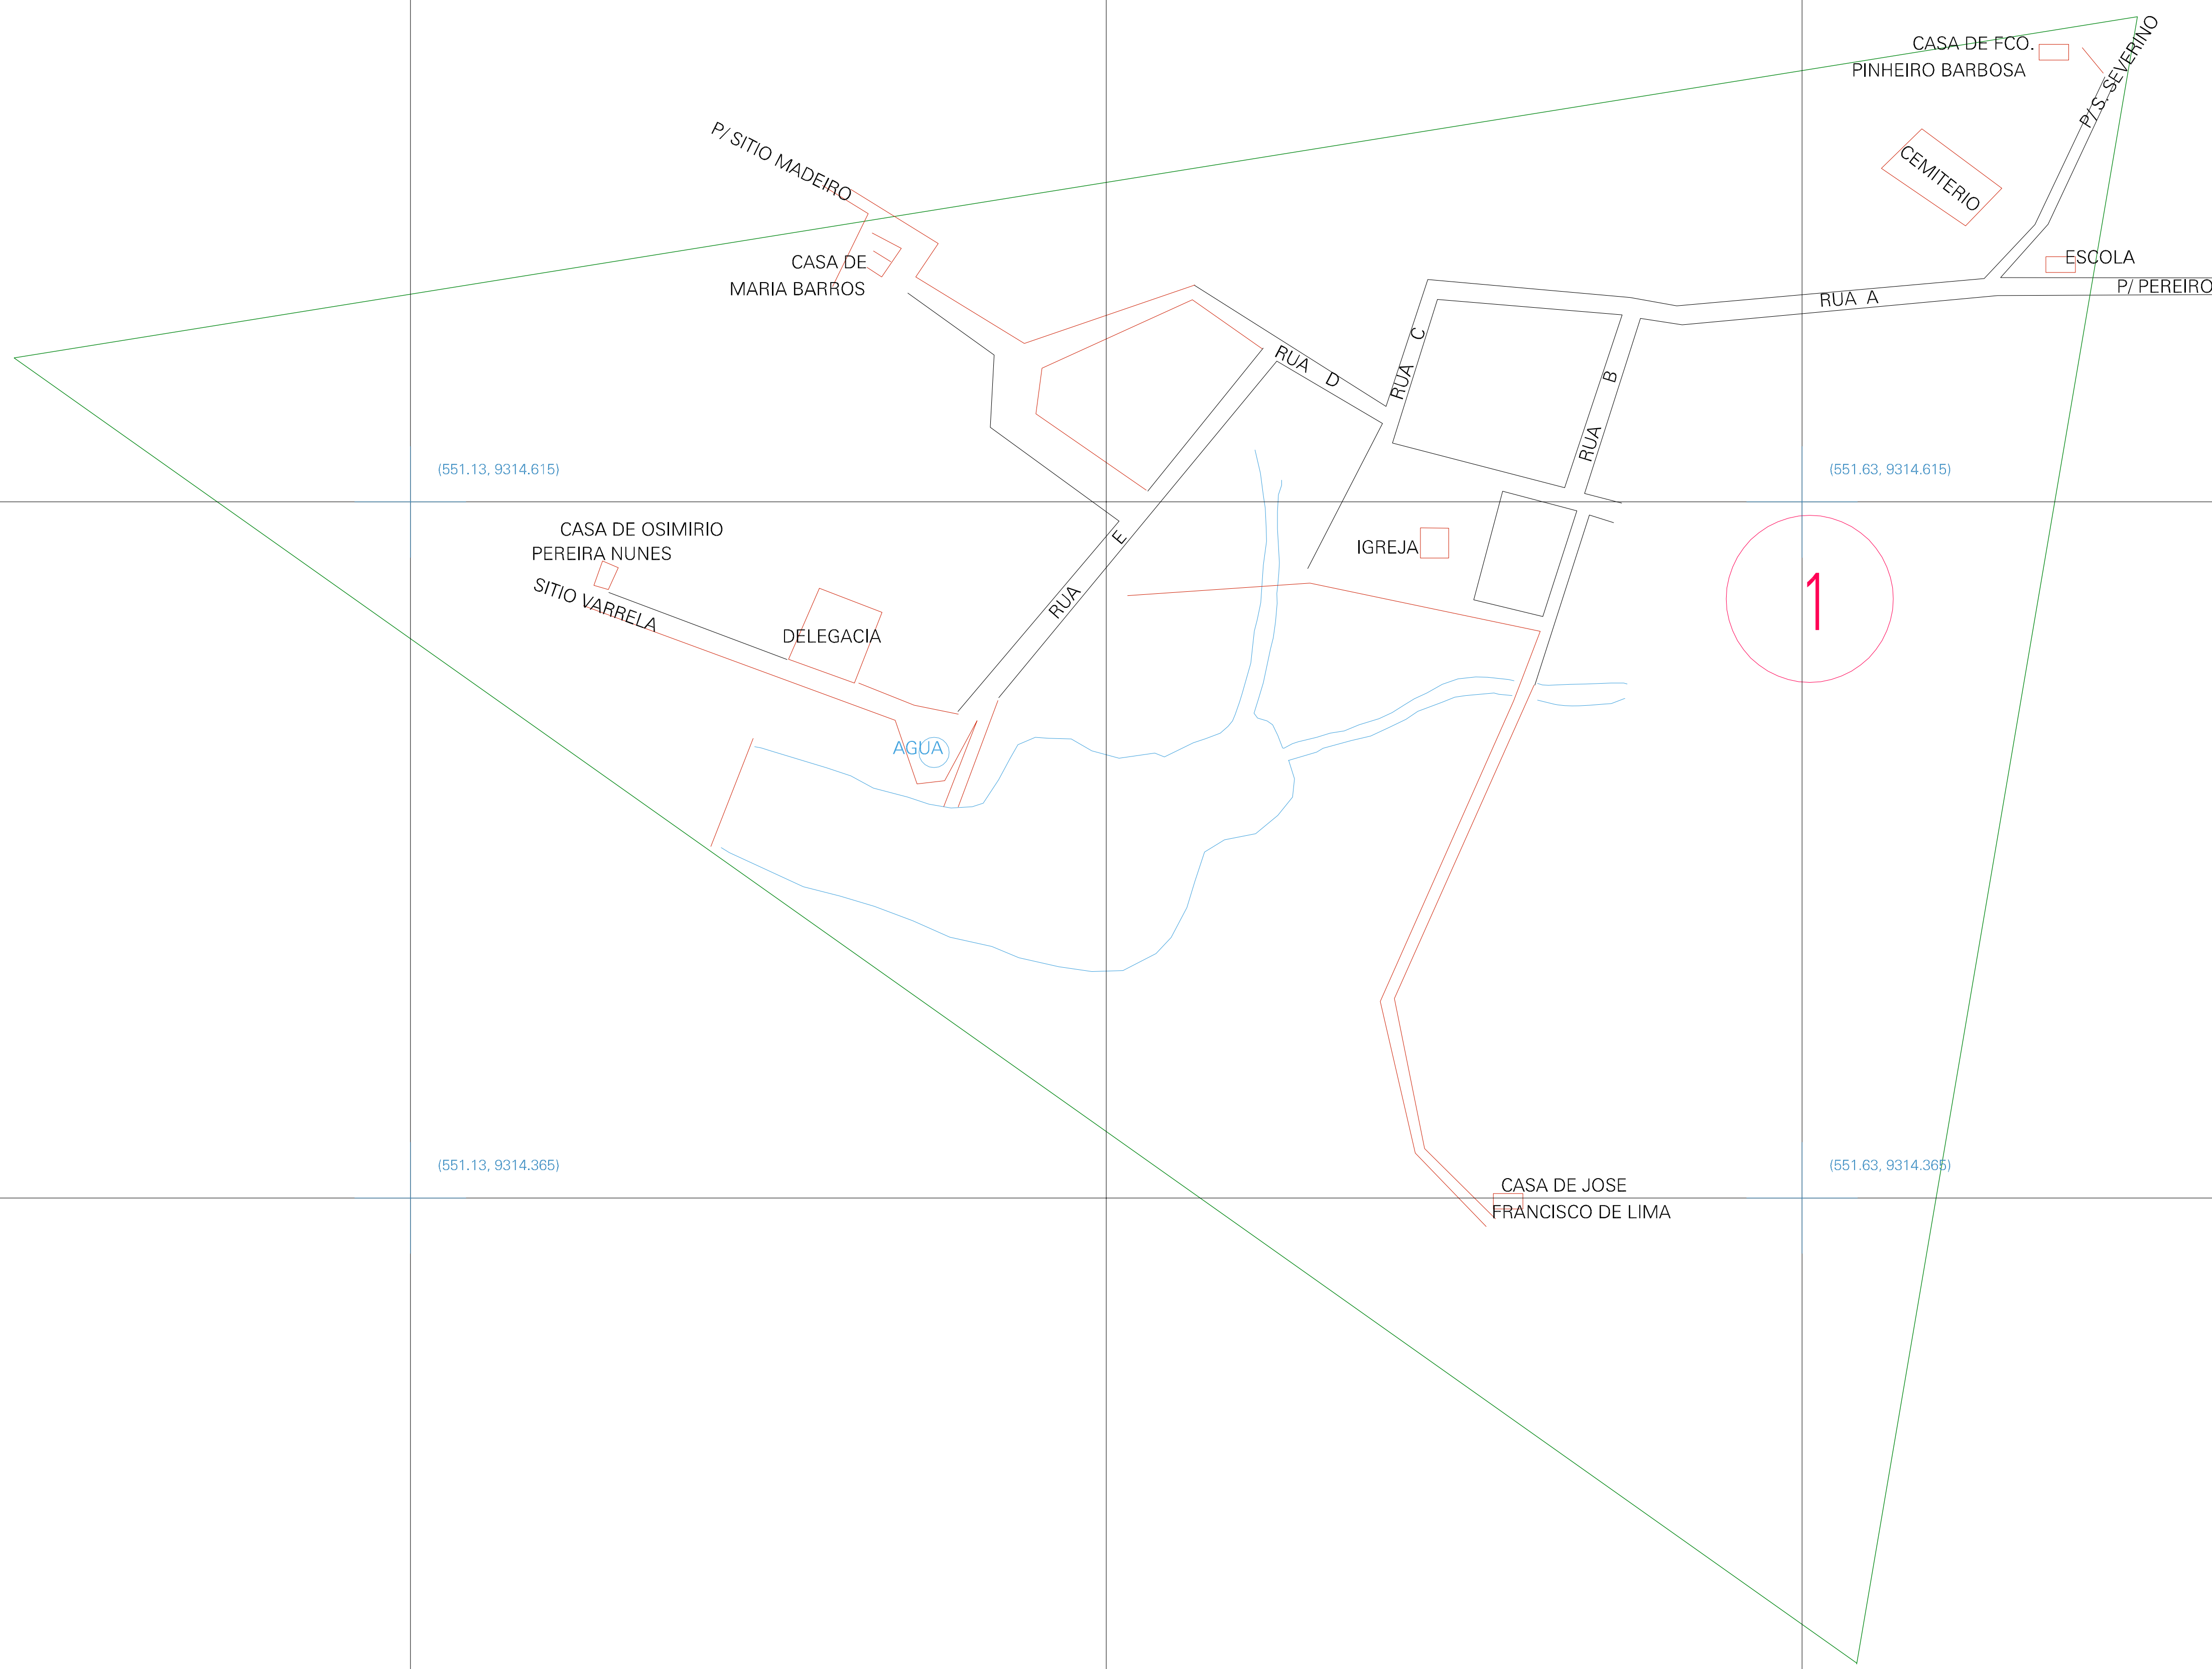 P/ S. SEVERINO
CASA DE FCO.
PINHEIRO BARBOSA
P/ SITIO MADEIRO
CEMITERIO
CASA DE
MARIA BARROS
ESCOLA
P/ PEREIRO
RUA A
RUA C
RUA D
RUA B
(551.13, 9314.615)
(551.63, 9314.615)
CASA DE OSIMIRIO
PEREIRA NUNES
SITIO VARRELA
IGREJA
RUA E
1
DELEGACIA
AGUA
(551.13, 9314.365)
(551.63, 9314.365)
CASA DE JOSE
FRANCISCO DE LIMA